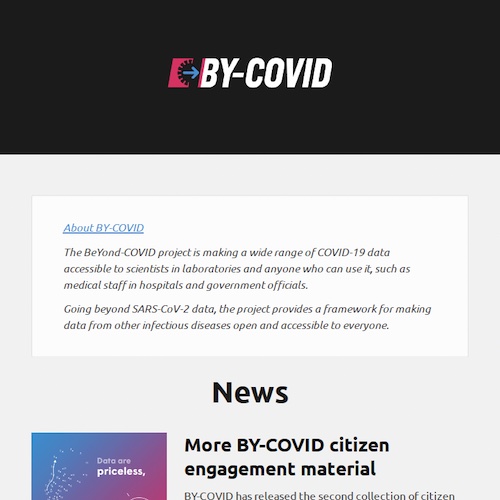 BY-COVID
About BY-COVID
The BeYond-COVID project is making a wide range of COVID-19 data
accessible to scientists in laboratories and anyone who can use it, such as
medical staff in hospitals and government officials.
Going beyond SARS-CoV-2 data, the project provides a framework for making
data from other infectious diseases open and accessible to everyone.
News
Data are
priceless,
More BY-COVID citizen
engagement material
BY-COVID has released the second collection of citizen